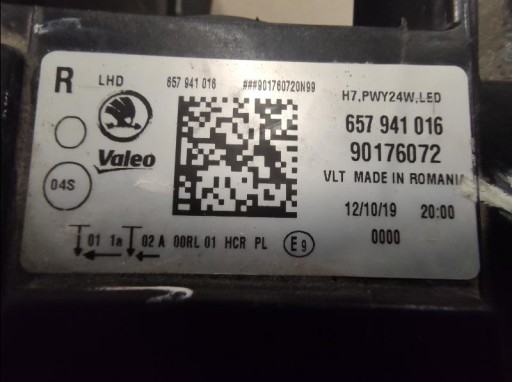 R LHD 657 941 016 ###901760720N99
H7,PWY24W,LED
657 941 016
Valeo
90176072
VLT MADE IN ROMANIA
04S
12/10/19 20:00
01 1a 02 A 00RL 01 HCR PL E9
0000